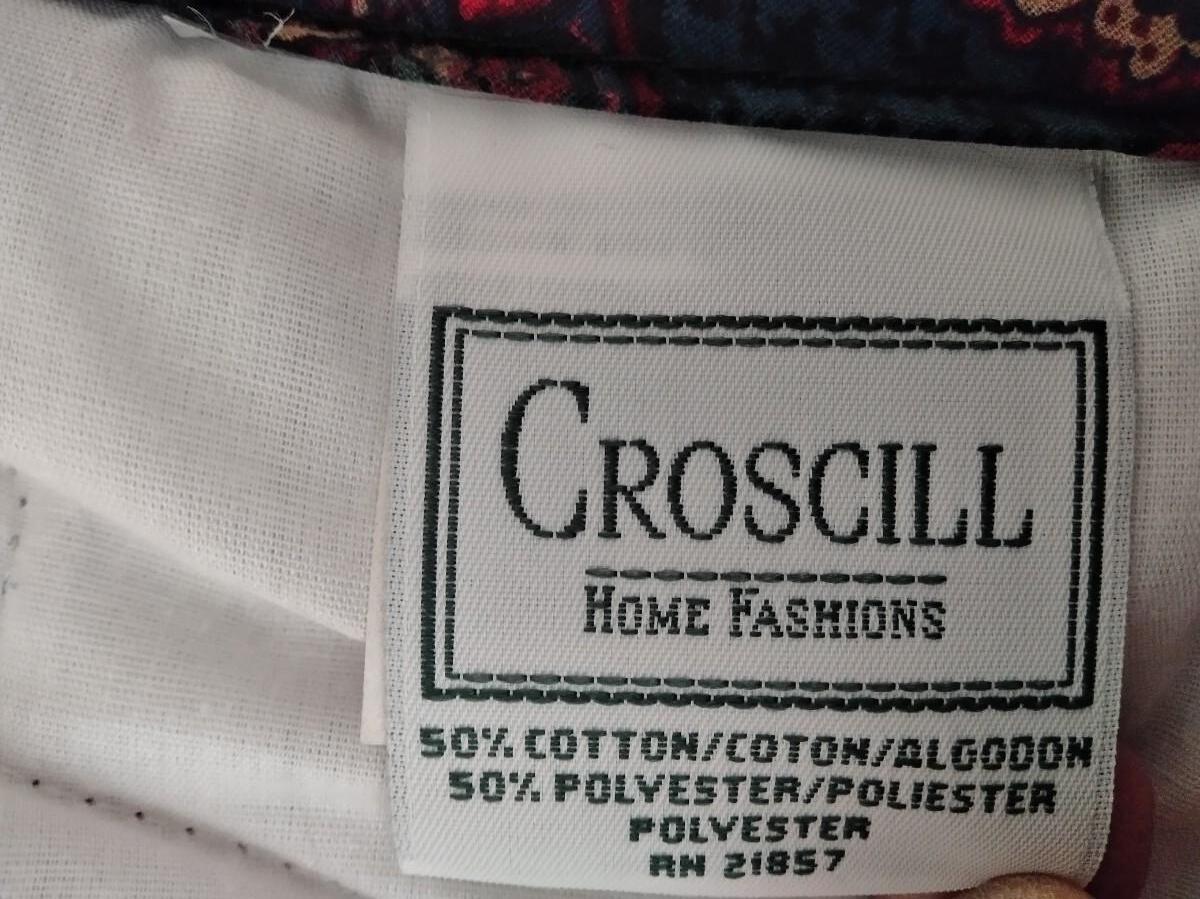 CROSCILL
HOME FASHIONS
50% COTTON/COTON/ALGODON
50% POLYESTER/POLIESTER
POLYESTER
RN 21857